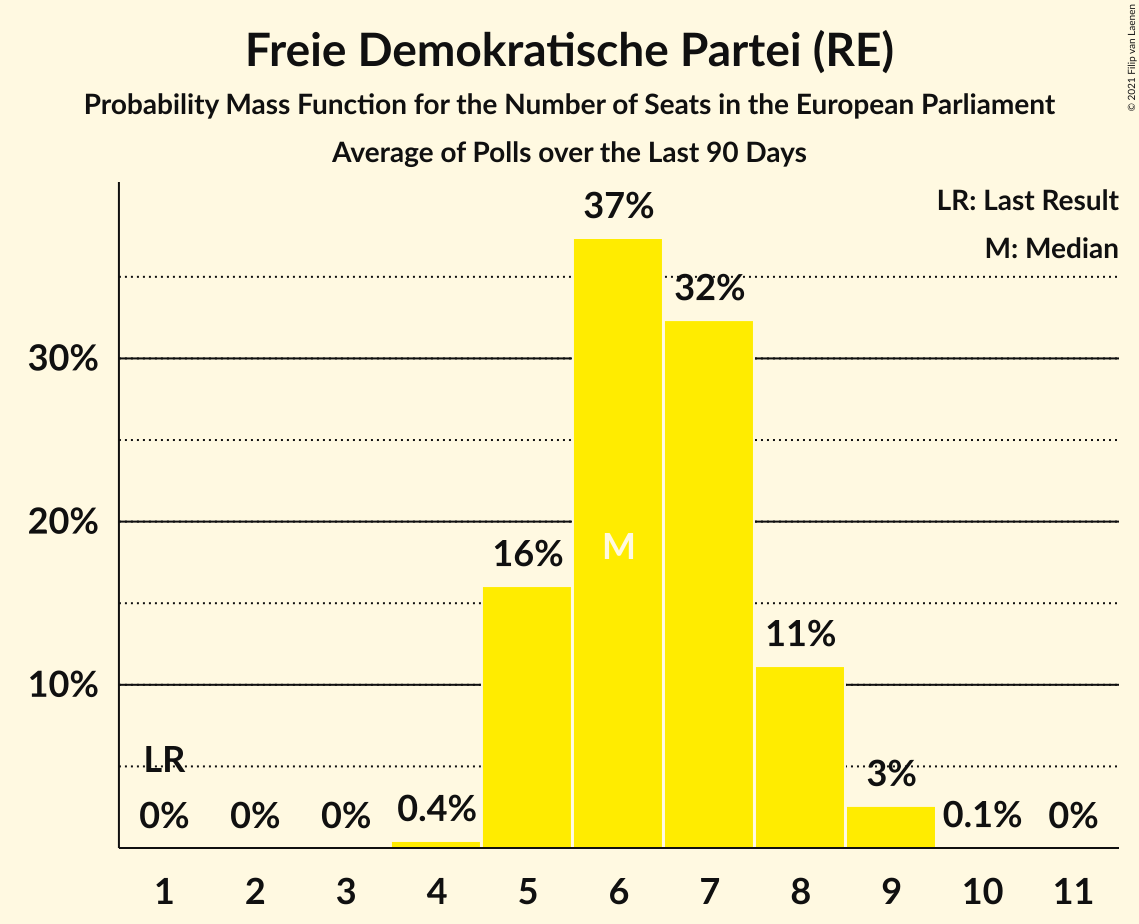 Freie Demokratische Partei (RE)
Probability Mass Function for the Number of Seats in the European Parliament
Average of Polls over the Last 90 Days
© 2021 Filip van Laenen
LR: Last Result
M: Median
37%
32%
30%
20%
16%
M
11%
10%
LR
3%
0%
0%
0%
0.4%
0.1%
0%
1 2 3 4 5 6 7 8 9 10 11